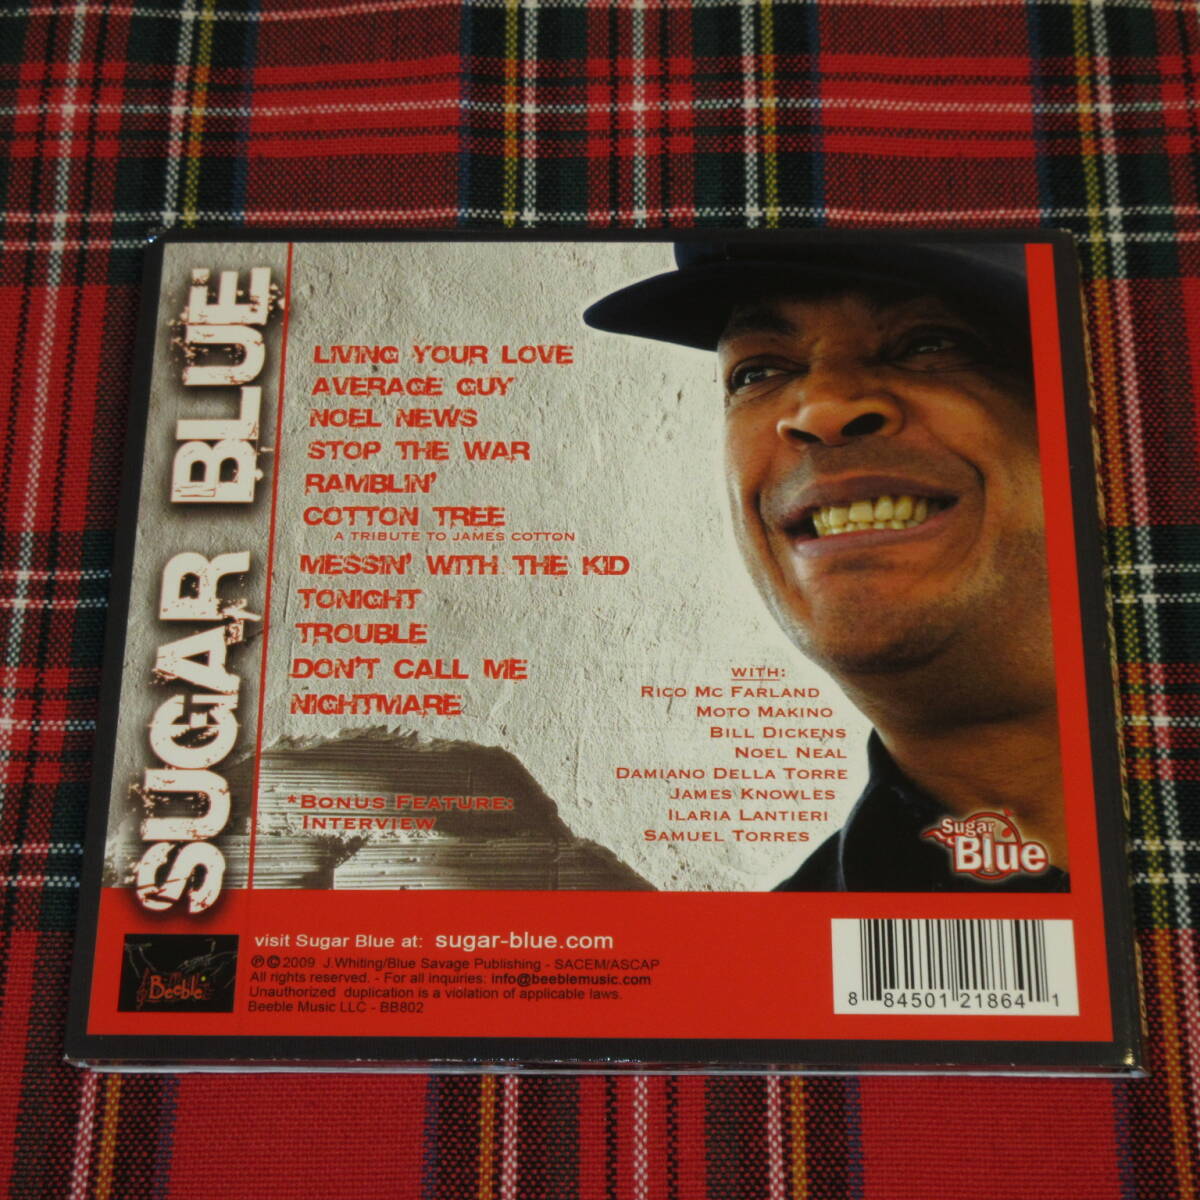 SUGAR BLUE
LIVING YOUR LOVE
AVERAGE GUY
NOEL NEWS
STOP THE WAR
RAMBLIN'
COTTON TREE
A TRIBUTE TO JAMES COTTON
MESSIN' WITH THE KID
TONIGHT
TROUBLE
DON'T CALL ME
NIGHTMARE
*BONUS FEATURE:
INTERVIEW
WITH:
RICO MC FARLAND
MOTO MAKINO
BILL DICKENS
NOEL NEAL
DAMIANO DELLA TORRE
JAMES KNOWLES
ILARIA LANTIERI
SAMUEL TORRES
Sugar
Blue
Beeble
visit Sugar Blue at: sugar-blue.com
℗©2009 J.Whiting/Blue Savage Publishing - SACEM/ASCAP
All rights reserved. - For all inquiries: info@beeblemusic.com
Unauthorized duplication is a violation of applicable laws.
Beeble Music LLC - BB802
8 84501 21864 1